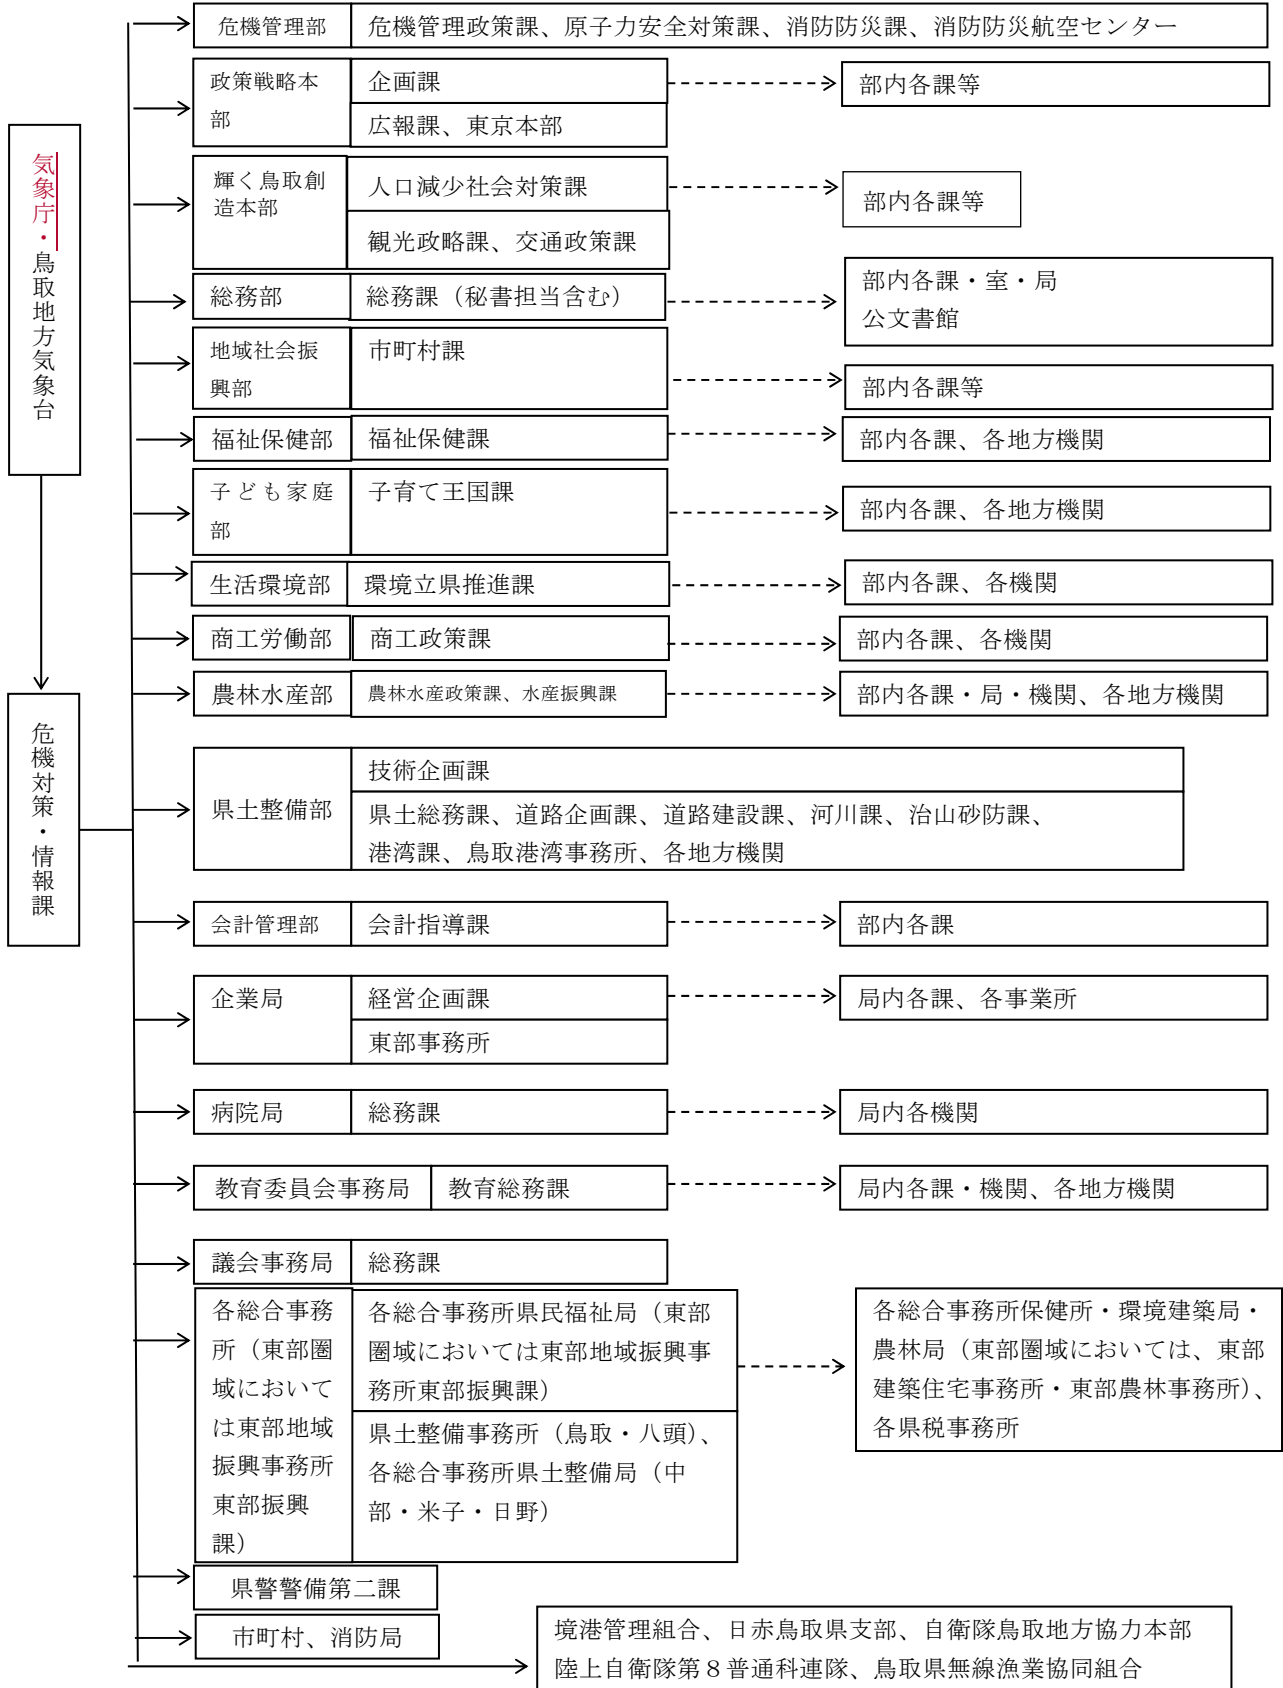 気象庁・鳥取地方気象台
危機対策・情報課
危機管理部
危機管理政策課、原子力安全対策課、消防防災課、消防防災航空センター
政策戦略本
部
企画課
広報課、東京本部
部内各課等
輝く鳥取創
造本部
人口減少社会対策課
観光政略課、交通政策課
部内各課等
総務部
総務課（秘書担当含む）
部内各課・室・局
公文書館
地域社会振
興部
市町村課
部内各課等
福祉保健部
福祉保健課
部内各課、各地方機関
子ども家庭
部
子育て王国課
部内各課、各地方機関
生活環境部
環境立県推進課
部内各課、各機関
商工労働部
商工政策課
部内各課、各機関
農林水産部
農林水産政策課、水産振興課
部内各課・局・機関、各地方機関
県土整備部
技術企画課
県土総務課、道路企画課、道路建設課、河川課、治山砂防課、
港湾課、鳥取港湾事務所、各地方機関
会計管理部
会計指導課
部内各課
企業局
経営企画課
東部事務所
局内各課、各事業所
病院局
総務課
局内各機関
教育委員会事務局
教育総務課
局内各課・機関、各地方機関
議会事務局
総務課
各総合事務
所（東部圏
域において
は東部地域
振興事務所
東部振興
課）
各総合事務所県民福祉局（東部
圏域においては東部地域振興事
務所東部振興課）
県土整備事務所（鳥取・八頭）、
各総合事務所県土整備局（中
部・米子・日野）
各総合事務所保健所・環境建築局・
農林局（東部圏域においては、東部
建築住宅事務所・東部農林事務所）、
各県税事務所
県警警備第二課
市町村、消防局
境港管理組合、日赤鳥取県支部、自衛隊鳥取地方協力本部
陸上自衛隊第８普通科連隊、鳥取県無線漁業協同組合